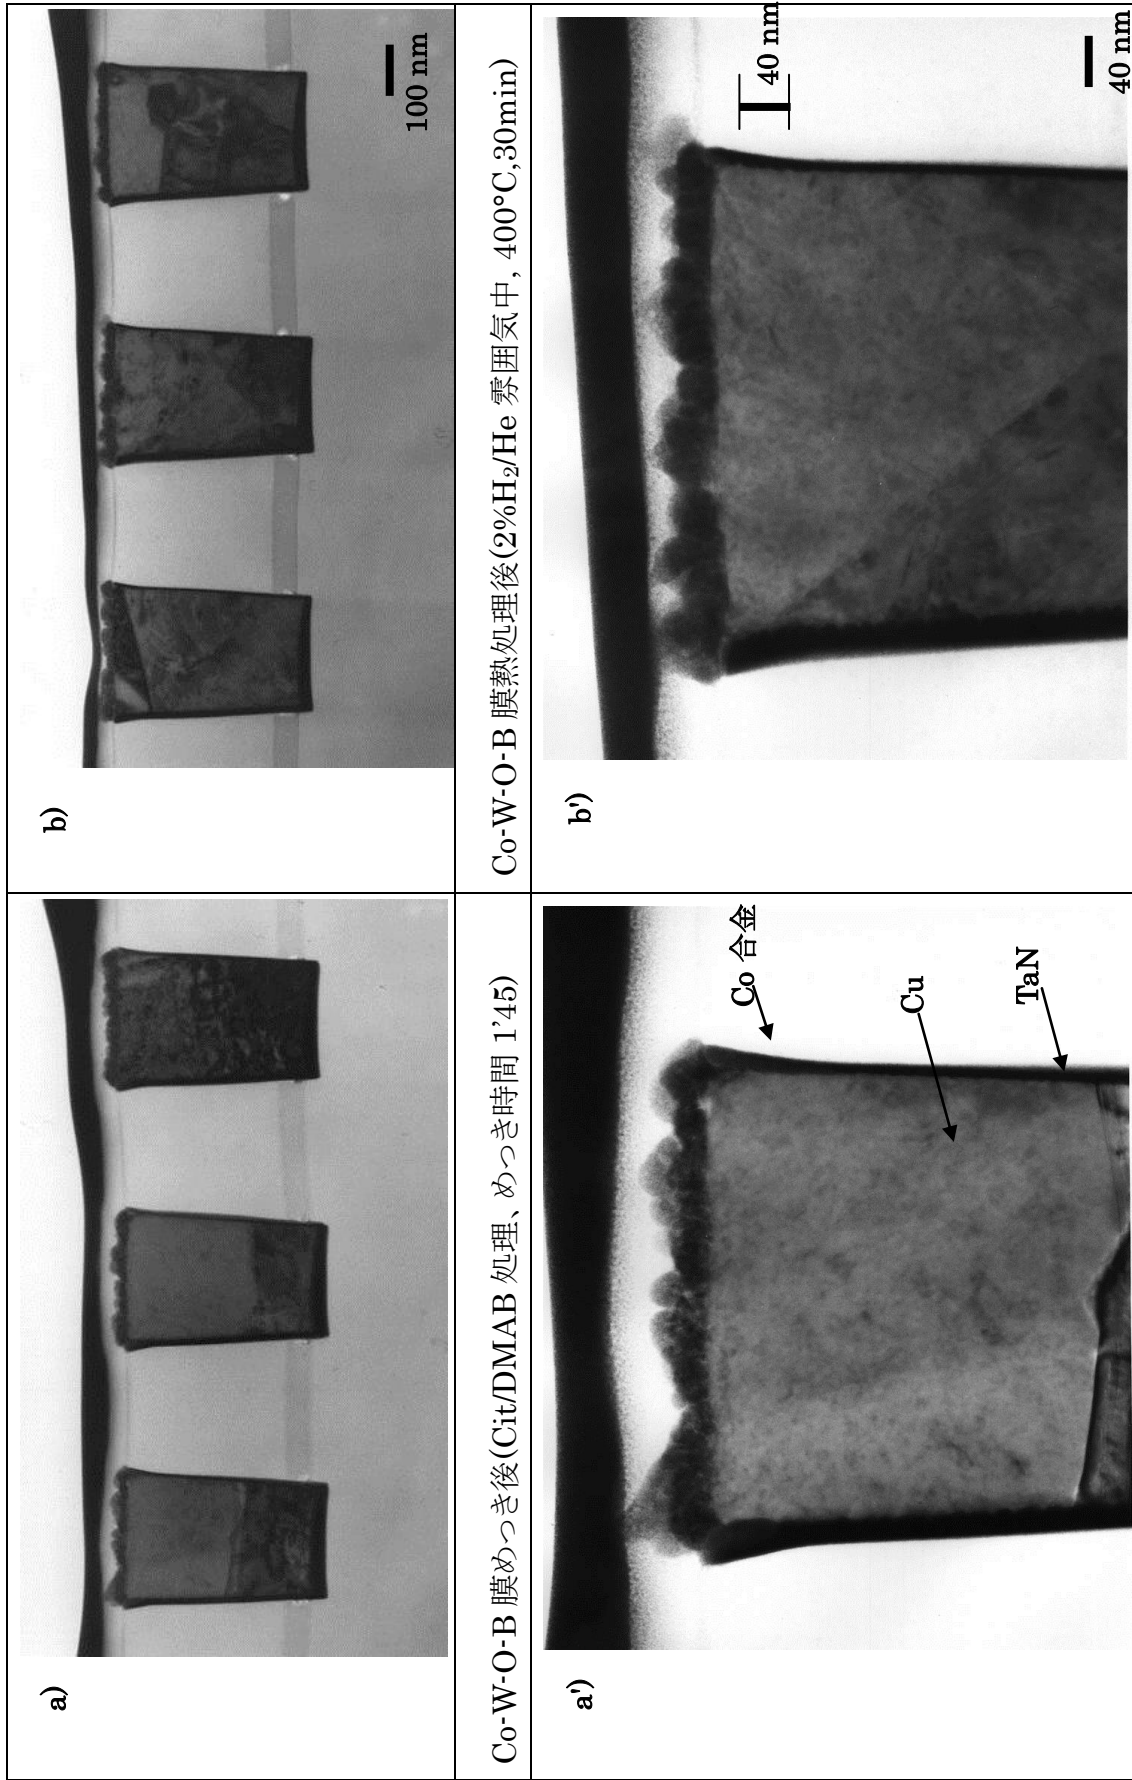 a)
b)
100 nm
Co-W-O-B 膜めっき後(Cit/DMAB 処理、めっき時間 1’45)
Co-W-O-B 膜熱処理後(2%H₂/He 雰囲気中, 400°C,30min)
a')
Co 合金
Cu
TaN
b')
40 nm
40 nm